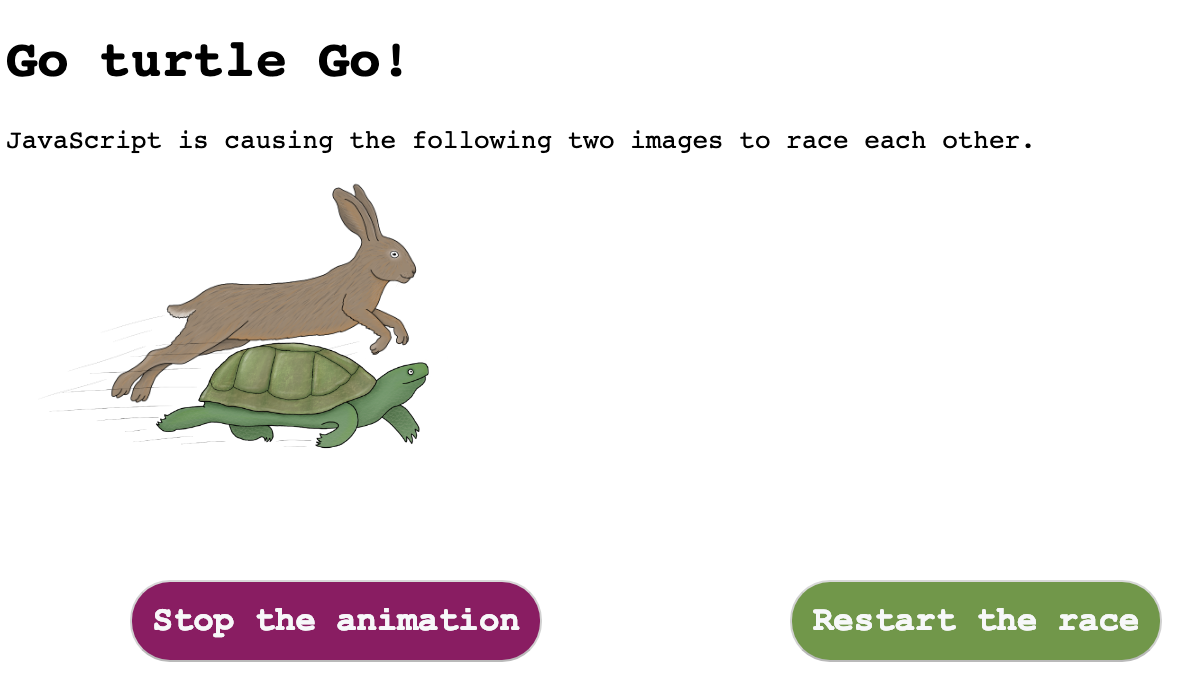 Go turtle Go!
JavaScript is causing the following two images to race each other.
Stop the animation
Restart the race